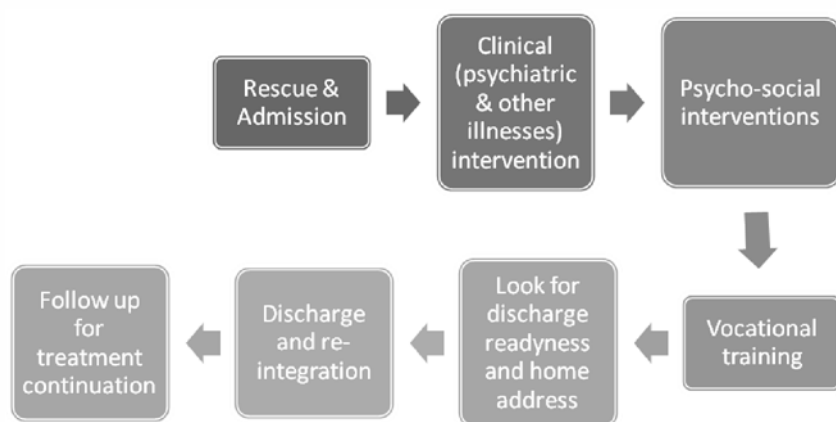 Rescue &
Admission
Clinical
(psychiatric
& other
illnesses)
intervention
Psycho-social
interventions
Vocational
training
Look for
discharge
readyness
and home
address
Discharge
and re-
integration
Follow up
for
treatment
continuation